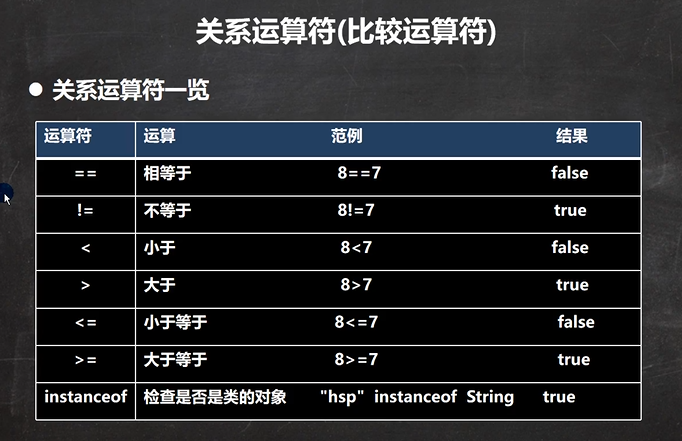 关系运算符(比较运算符)
● 关系运算符一览
运算符 运算 范例 结果
== 相等于 8==7 false
!= 不等于 8!=7 true
< 小于 8<7 false
> 大于 8>7 true
<= 小于等于 8<=7 false
>= 大于等于 8>=7 true
instanceof 检查是否是类的对象 "hsp" instanceof String true